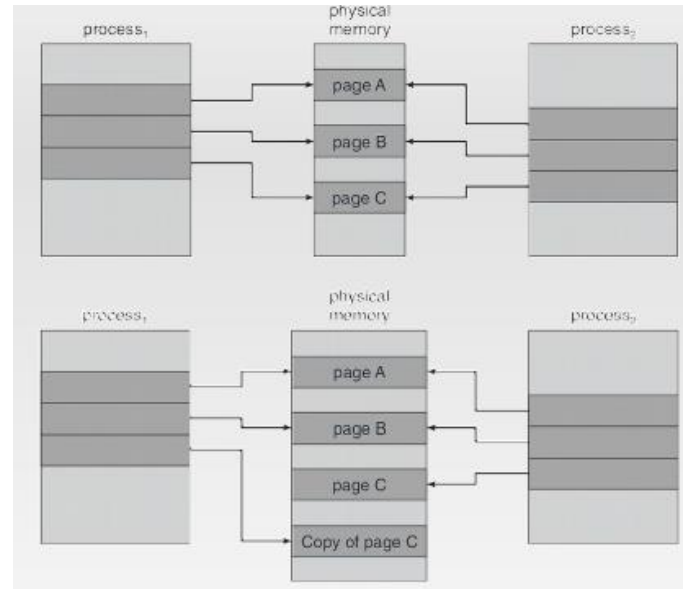 process₁
physical
memory
process₂
page A
page B
page C
process₁
physical
memory
process₂
page A
page B
page C
Copy of page C